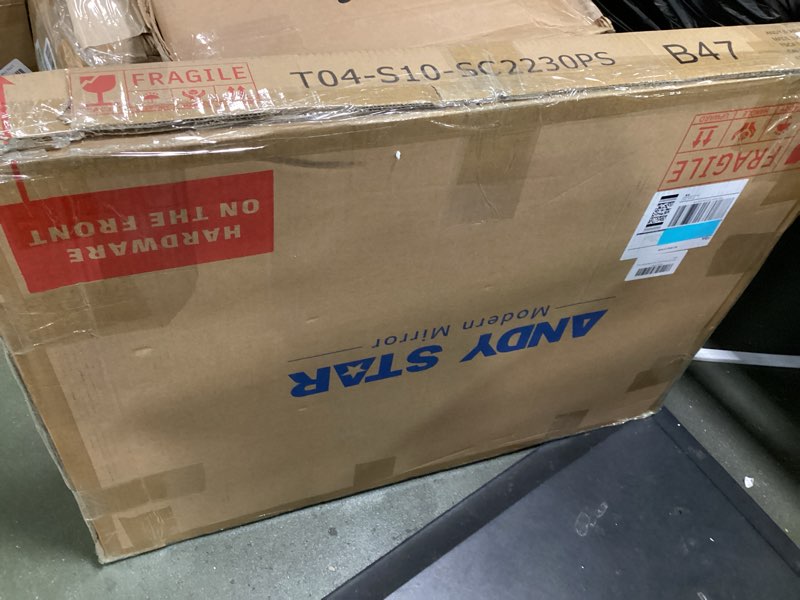 FRAGILE
T04-S10-SC2230PS
B47
FRAGILE
HARDWARE
ON THE FRONT
ANDY STAR
Modern Mirror